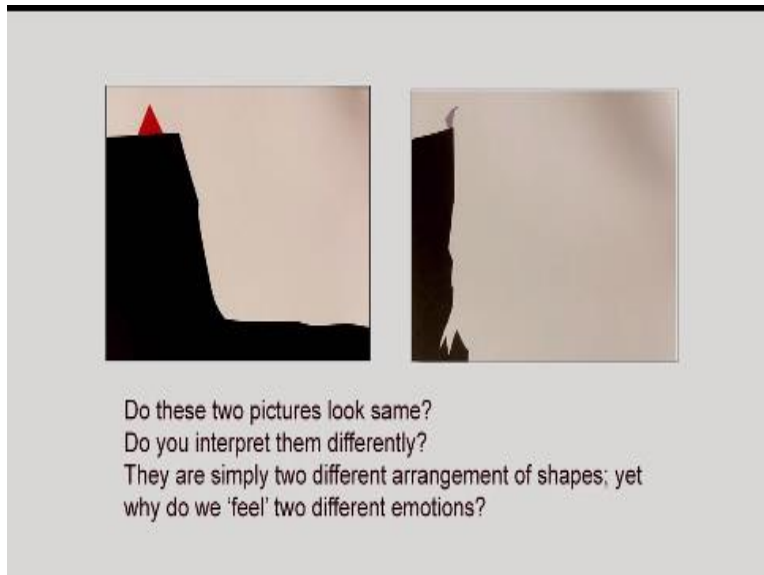 Do these two pictures look same?
Do you interpret them differently?
They are simply two different arrangement of shapes; yet
why do we ‘feel’ two different emotions?